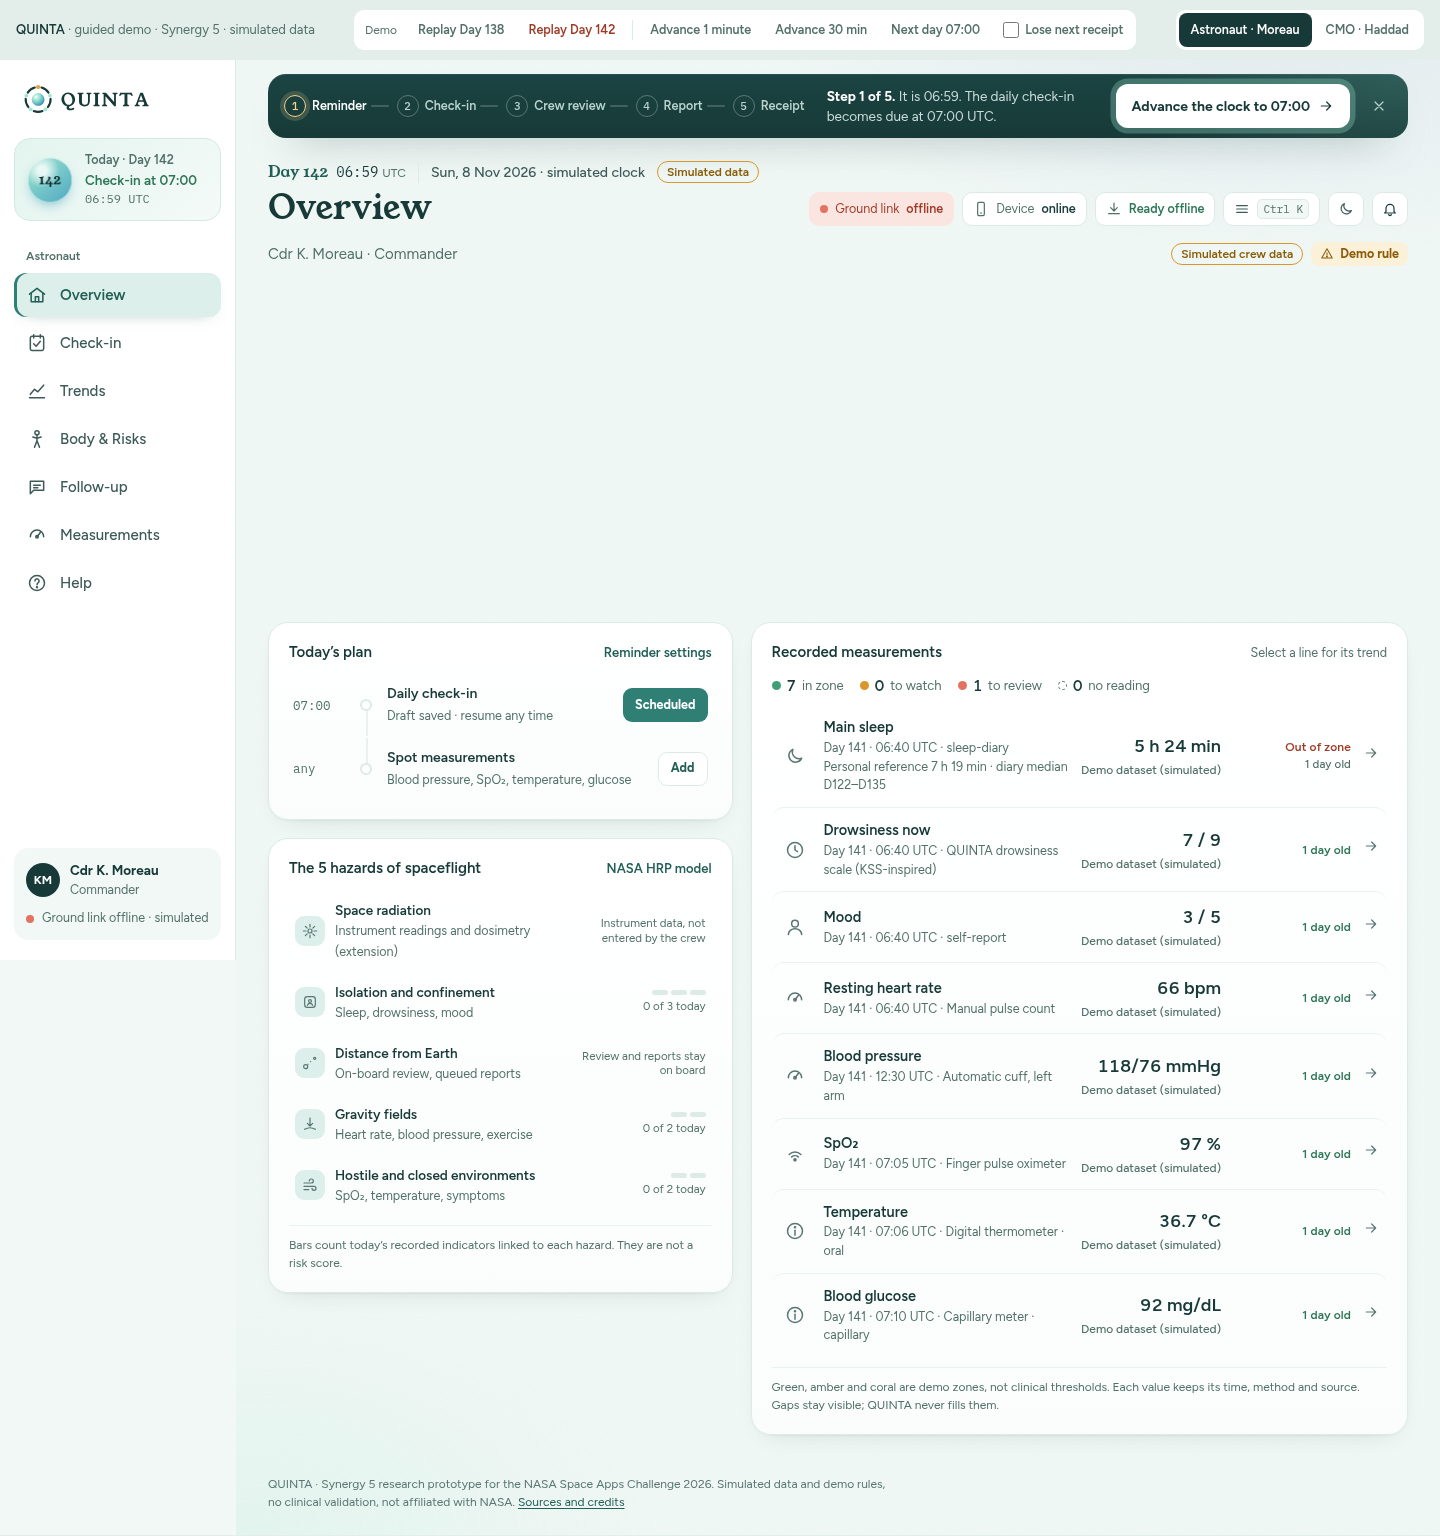 QUINTA · guided demo · Synergy 5 · simulated data
Demo
Replay Day 138
Replay Day 142
Advance 1 minute
Advance 30 min
Next day 07:00
Lose next receipt
Astronaut · Moreau
CMO · Haddad
QUINTA
142
Today · Day 142
Check-in at 07:00
06:59 UTC
Astronaut
Overview
Check-in
Trends
Body & Risks
Follow-up
Measurements
Help
KM
Cdr K. Moreau
Commander
Ground link offline · simulated
1 Reminder
2 Check-in
3 Crew review
4 Report
5 Receipt
Step 1 of 5. It is 06:59. The daily check-in
becomes due at 07:00 UTC.
Advance the clock to 07:00
Day 142 06:59 UTC
Sun, 8 Nov 2026 · simulated clock
Simulated data
Overview
Ground link offline
Device online
Ready offline
Ctrl K
Cdr K. Moreau · Commander
Simulated crew data
Demo rule
Today's plan
Reminder settings
07:00
Daily check-in
Draft saved · resume any time
Scheduled
any
Spot measurements
Blood pressure, SpO₂, temperature, glucose
Add
The 5 hazards of spaceflight
NASA HRP model
Space radiation
Instrument readings and dosimetry
(extension)
Instrument data, not
entered by the crew
Isolation and confinement
Sleep, drowsiness, mood
0 of 3 today
Distance from Earth
On-board review, queued reports
Review and reports stay
on board
Gravity fields
Heart rate, blood pressure, exercise
0 of 2 today
Hostile and closed environments
SpO₂, temperature, symptoms
0 of 2 today
Bars count today's recorded indicators linked to each hazard. They are not a
risk score.
Recorded measurements
Select a line for its trend
7 in zone
0 to watch
1 to review
0 no reading
Main sleep
Day 141 · 06:40 UTC · sleep-diary
Personal reference 7 h 19 min · diary median
D122–D135
5 h 24 min
Demo dataset (simulated)
Out of zone
1 day old
Drowsiness now
Day 141 · 06:40 UTC · QUINTA drowsiness
scale (KSS-inspired)
7 / 9
Demo dataset (simulated)
1 day old
Mood
Day 141 · 06:40 UTC · self-report
3 / 5
Demo dataset (simulated)
1 day old
Resting heart rate
Day 141 · 06:40 UTC · Manual pulse count
66 bpm
Demo dataset (simulated)
1 day old
Blood pressure
Day 141 · 12:30 UTC · Automatic cuff, left
arm
118/76 mmHg
Demo dataset (simulated)
1 day old
SpO₂
Day 141 · 07:05 UTC · Finger pulse oximeter
97 %
Demo dataset (simulated)
1 day old
Temperature
Day 141 · 07:06 UTC · Digital thermometer ·
oral
36.7 °C
Demo dataset (simulated)
1 day old
Blood glucose
Day 141 · 07:10 UTC · Capillary meter ·
capillary
92 mg/dL
Demo dataset (simulated)
1 day old
Green, amber and coral are demo zones, not clinical thresholds. Each value keeps its time, method and source.
Gaps stay visible; QUINTA never fills them.
QUINTA · Synergy 5 research prototype for the NASA Space Apps Challenge 2026. Simulated data and demo rules,
no clinical validation, not affiliated with NASA. Sources and credits